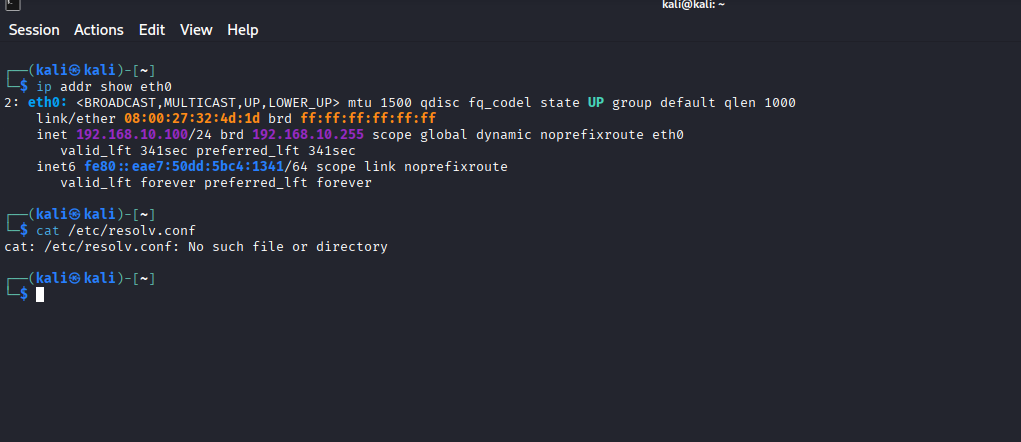 kali@kali: ~
Session Actions Edit View Help
┌──(kali㉿kali)-[~]
└─$ ip addr show eth0
2: eth0: <BROADCAST,MULTICAST,UP,LOWER_UP> mtu 1500 qdisc fq_codel state UP group default qlen 1000
    link/ether 08:00:27:32:4d:1d brd ff:ff:ff:ff:ff:ff
    inet 192.168.10.100/24 brd 192.168.10.255 scope global dynamic noprefixroute eth0
       valid_lft 341sec preferred_lft 341sec
    inet6 fe80::eae7:50dd:5bc4:1341/64 scope link noprefixroute
       valid_lft forever preferred_lft forever
┌──(kali㉿kali)-[~]
└─$ cat /etc/resolv.conf
cat: /etc/resolv.conf: No such file or directory
┌──(kali㉿kali)-[~]
└─$